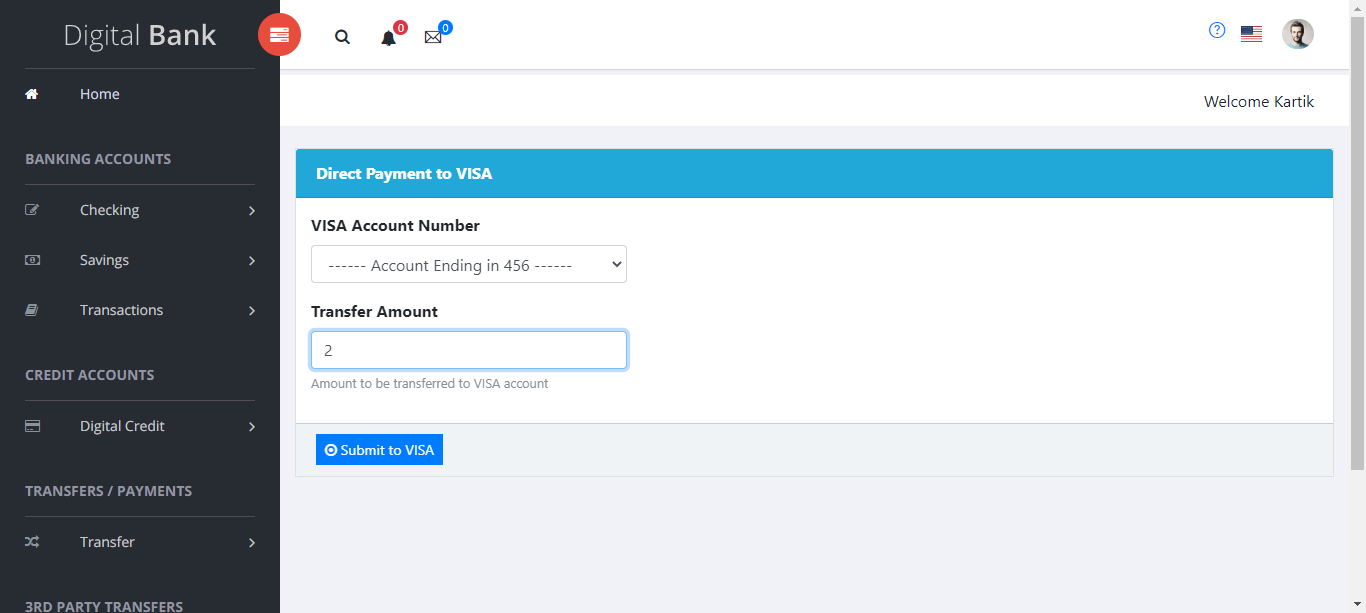 Digital Bank
0
0
Home
Welcome Kartik
BANKING ACCOUNTS
Checking
Savings
Transactions
CREDIT ACCOUNTS
Digital Credit
TRANSFERS / PAYMENTS
Transfer
3RD PARTY TRANSFERS
Direct Payment to VISA
VISA Account Number
------ Account Ending in 456 ------
Transfer Amount
2
Amount to be transferred to VISA account
Submit to VISA